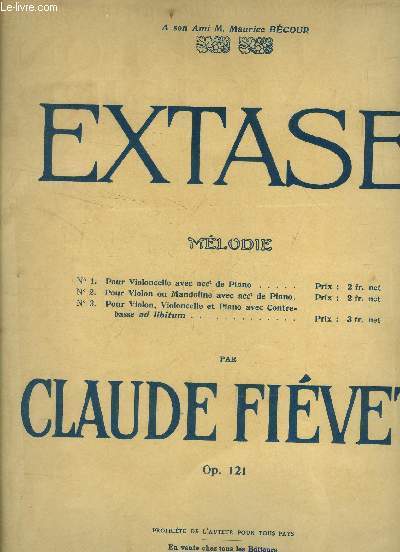 Le-livre.com
A son Ami M. Maurice BÉCOUR
EXTASE
MÉLODIE
Nº 1. Pour Violoncelle avec acct de Piano . . . . . Prix : 2 fr. net
Nº 2. Pour Violon ou Mandoline avec acct de Piano. Prix : 2 fr. net
Nº 3. Pour Violon, Violoncelle et Piano avec Contre-
basse ad libitum . . . . . . . . . . . . Prix : 3 fr. net
PAR
CLAUDE FIÉVET
Op. 121
PROPRIÉTÉ DE L'AUTEUR POUR TOUS PAYS
En vente chez tous les Éditeurs